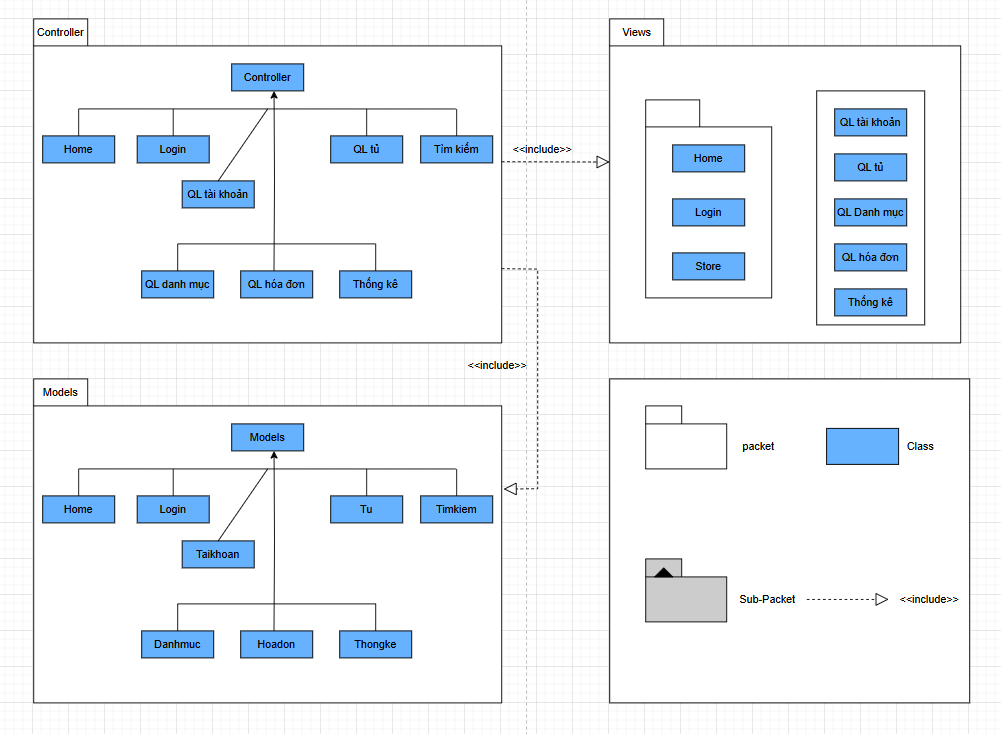 Controller
Controller
Home
Login
QL tủ
Tìm kiếm
QL tài khoản
QL danh mục
QL hóa đơn
Thống kê
<<include>>
Views
Home
Login
Store
QL tài khoản
QL tủ
QL Danh mục
QL hóa đơn
Thống kê
<<include>>
Models
Models
Home
Login
Tu
Timkiem
Taikhoan
Danhmuc
Hoadon
Thongke
packet
Class
Sub-Packet
<<include>>